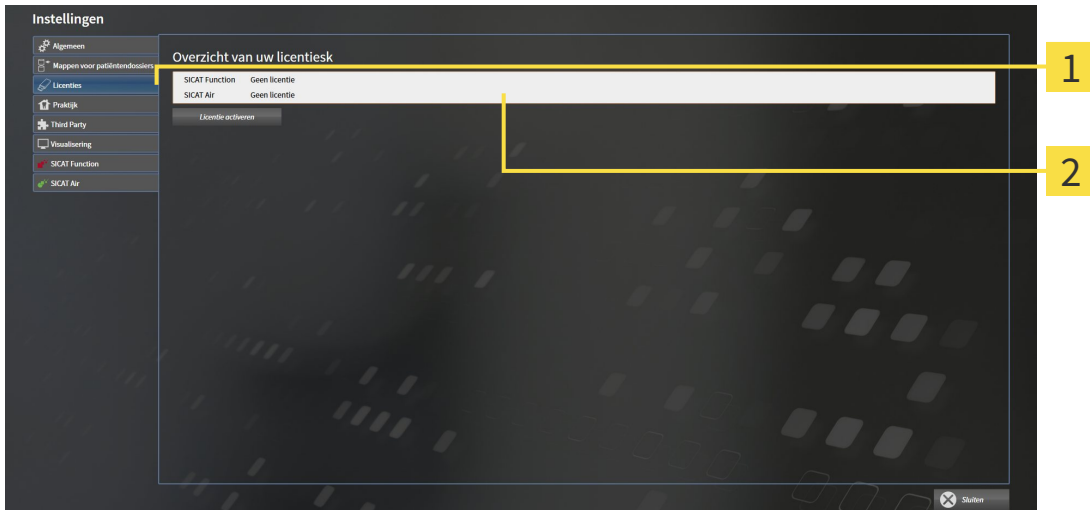 Instellingen
Algemeen
Mappen voor patiëntendossiers
Licenties
Praktijk
Third Party
Visualisering
SICAT Function
SICAT Air
Overzicht van uw licentiesk
SICAT Function Geen licentie
SICAT Air Geen licentie
Licentie activeren
1
2
Sluiten